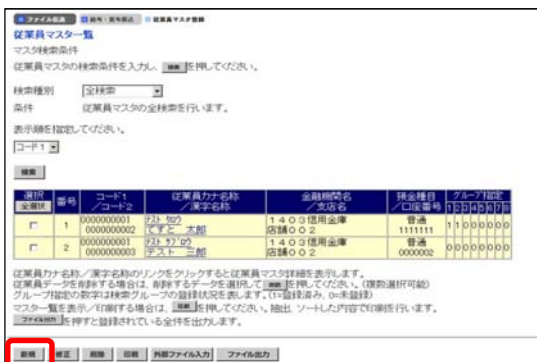 ファイル伝送 給与・賞与振込 従業員マスタ登録
従業員マスター覧
マスタ検索条件
従業員マスタの検索条件を入力し、 検索 を押してください。
検索種別 全検索
条件 従業員マスタの全検索を行います。
表示順を指定してください。
コード1
検索
選択 番号 コード1 従業員カナ名称 金融機関名 預金種目 グループ指定
全選択 /コード2 /漢字名称 /支店名 /口座番号 1 2 3 4 5 6 7 8
1 0000000001 ﾃｽﾄ ﾀﾛｳ 1403信用金庫 普通 1 1 0 0 0 0 0 0
0000000002 てすと 太郎 店舗002 1111111
2 0000000001 ﾃｽﾄ ｻﾌﾞﾛｳ 1403信用金庫 普通 0 0 0 0 0 0 0 0
0000000003 テスト 三郎 店舗002 0000002
従業員カナ名称/漢字名称のリンクをクリックすると従業員マスタ詳細を表示します。
従業員データを削除する場合は、削除するデータを選択して 削除 を押してください。(複数選択可能)
グループ指定の数字は検索グループの登録状況を表します。(1=登録済み、0=未登録)
マスター覧を表示/印刷する場合は、 印刷 を押してください。抽出、ソートした内容で印刷を行います。
ファイル出力 を押すと登録されている全件を出力します。
新規 修正 削除 印刷 外部ファイル入力 ファイル出力